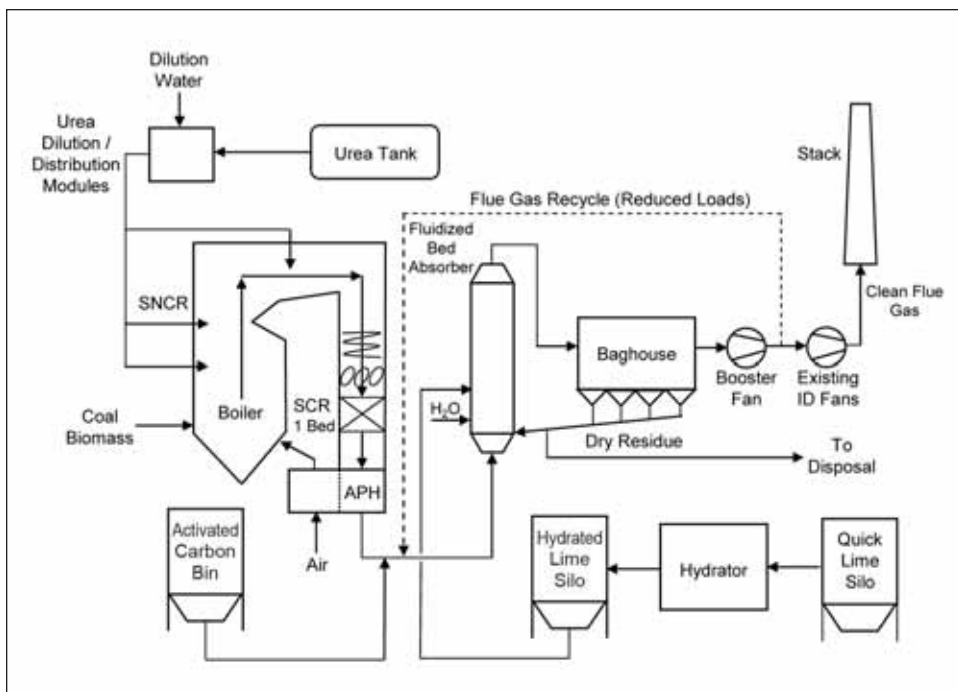 Dilution
Water
Urea
Dilution /
Distribution
Modules
Urea Tank
Stack
Flue Gas Recycle (Reduced Loads)
Fluidized
Bed
Absorber
Clean Flue
Gas
SNCR
Baghouse
Booster
Fan
Existing
ID Fans
Coal
Biomass
Boiler
SCR
1 Bed
H₂O
Dry Residue
To
Disposal
APH
Air
Activated
Carbon
Bin
Hydrated
Lime
Silo
Hydrator
Quick
Lime
Silo